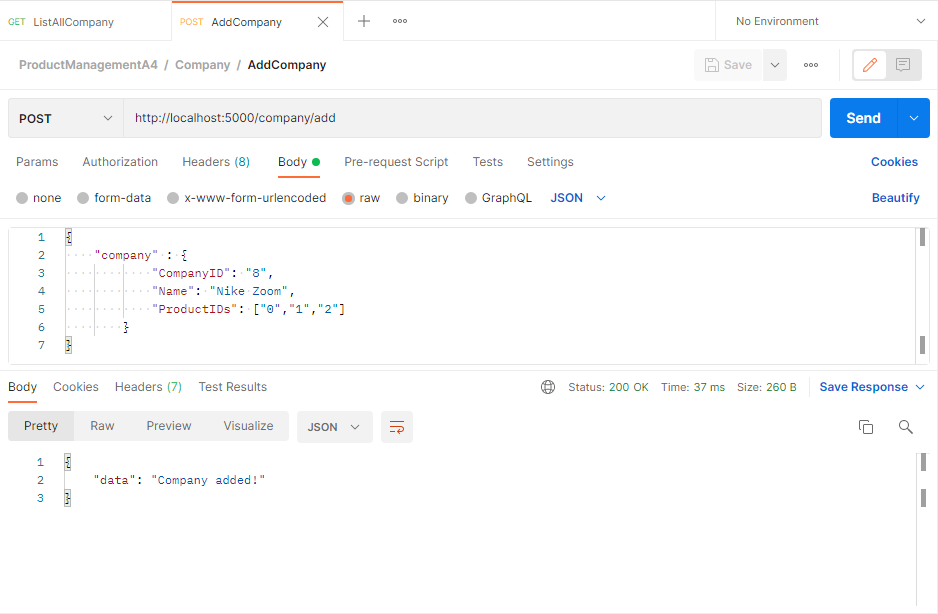 GET ListAllCompany
POST AddCompany
No Environment
ProductManagementA4 / Company / AddCompany
Save
POST
http://localhost:5000/company/add
Send
Params Authorization Headers (8) Body Pre-request Script Tests Settings
Cookies
none form-data x-www-form-urlencoded raw binary GraphQL JSON
Beautify
1 {
2 "company" : {
3 "CompanyID": "8",
4 "Name": "Nike Zoom",
5 "ProductIDs": ["0","1","2"]
6 }
7 }
Body Cookies Headers (7) Test Results
Status: 200 OK Time: 37 ms Size: 260 B
Save Response
Pretty Raw Preview Visualize JSON
1 {
2 "data": "Company added!"
3 }